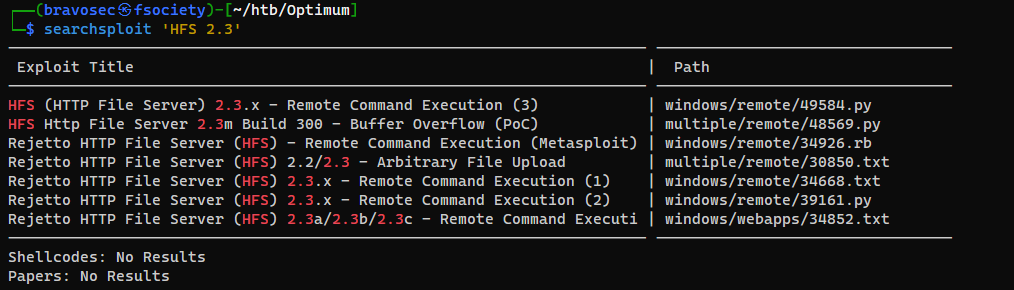 ┌──(bravosec㉿fsociety)-[~/htb/Optimum]
└─$ searchsploit 'HFS 2.3'
Exploit Title | Path
HFS (HTTP File Server) 2.3.x - Remote Command Execution (3) | windows/remote/49584.py
HFS Http File Server 2.3m Build 300 - Buffer Overflow (PoC) | multiple/remote/48569.py
Rejetto HTTP File Server (HFS) - Remote Command Execution (Metasploit) | windows/remote/34926.rb
Rejetto HTTP File Server (HFS) 2.2/2.3 - Arbitrary File Upload | multiple/remote/30850.txt
Rejetto HTTP File Server (HFS) 2.3.x - Remote Command Execution (1) | windows/remote/34668.txt
Rejetto HTTP File Server (HFS) 2.3.x - Remote Command Execution (2) | windows/remote/39161.py
Rejetto HTTP File Server (HFS) 2.3a/2.3b/2.3c - Remote Command Executi | windows/webapps/34852.txt
Shellcodes: No Results
Papers: No Results